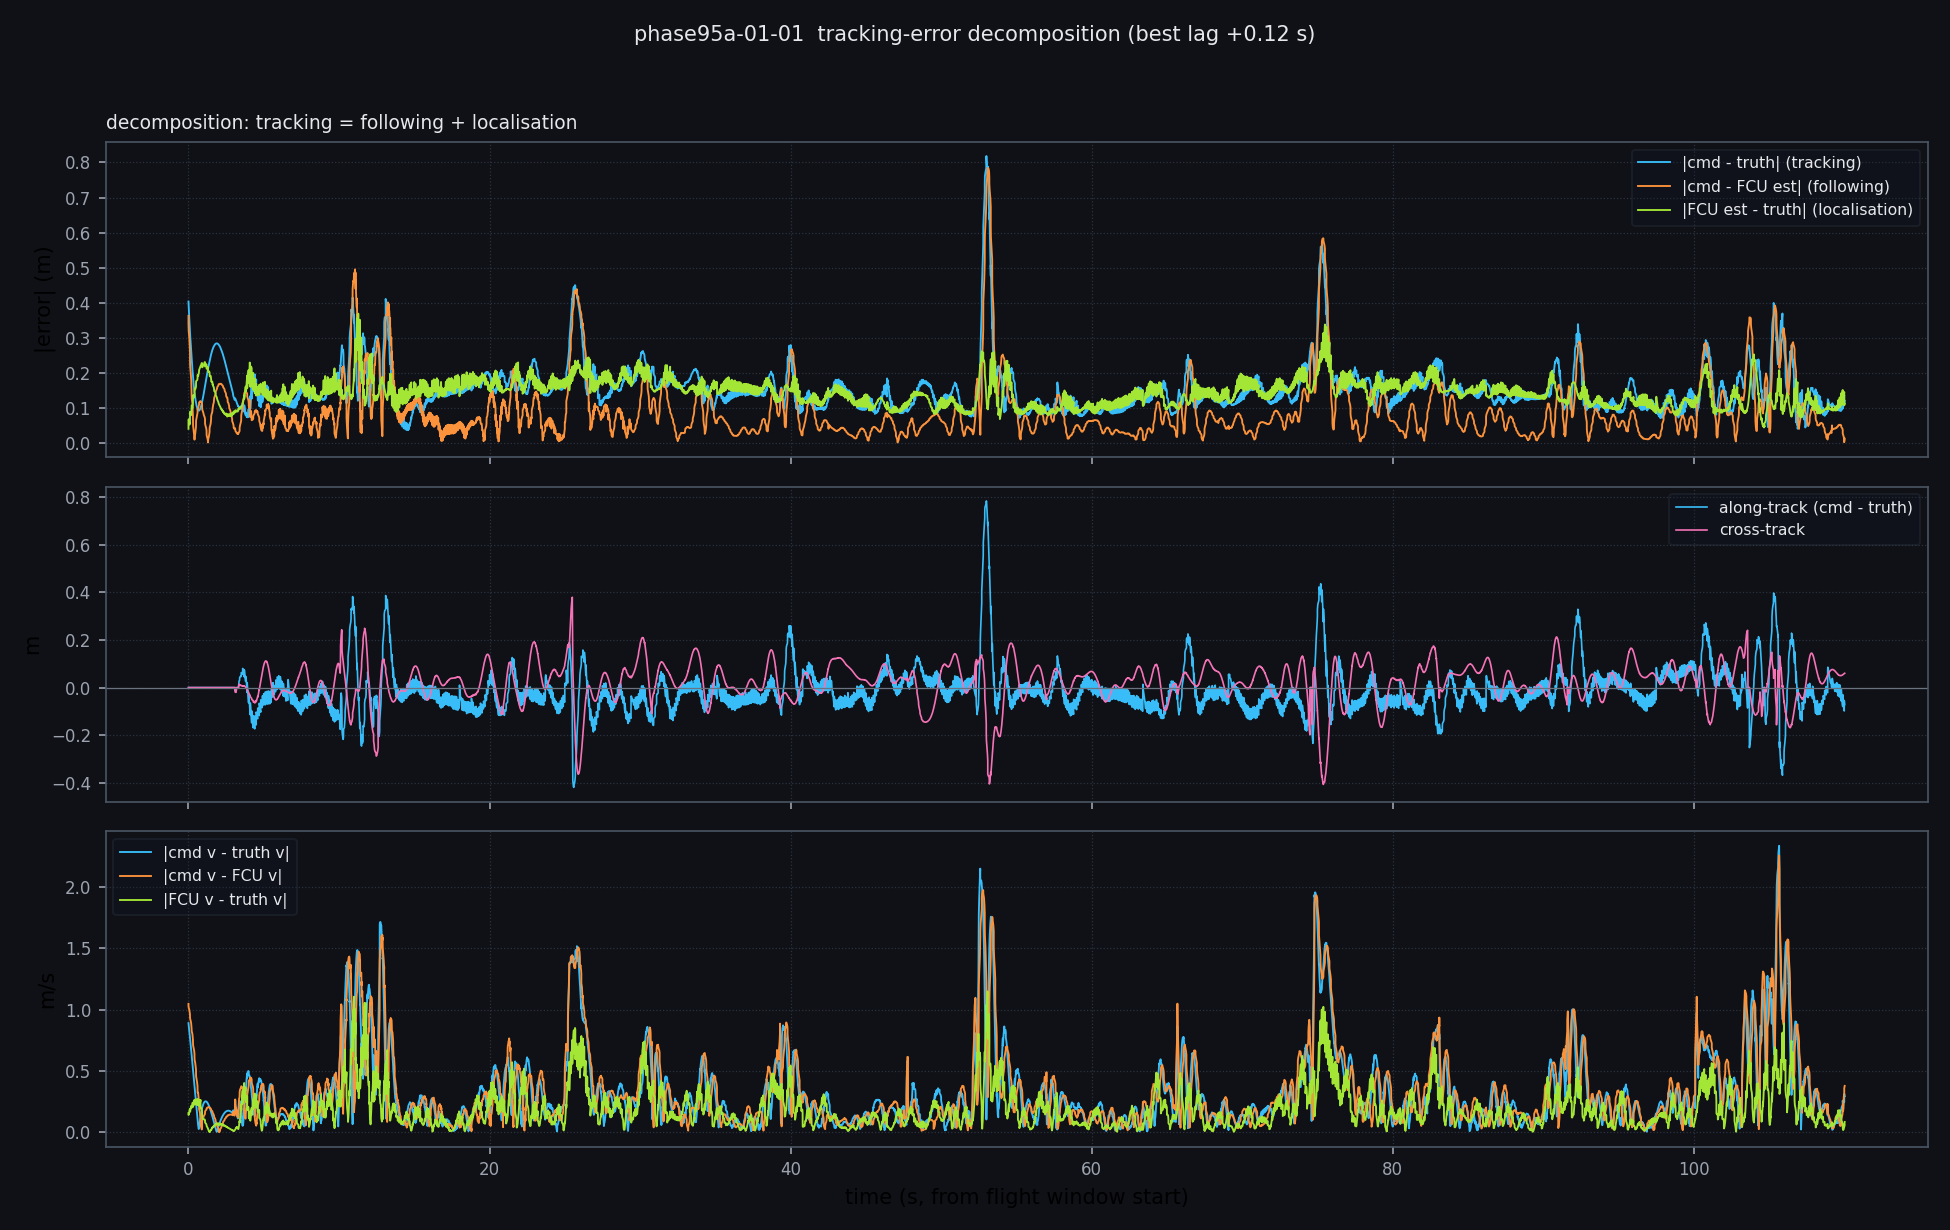 phase95a-01-01  tracking-error decomposition (best lag +0.12 s)
decomposition: tracking = following + localisation
|error| (m)
0.8
0.7
0.6
0.5
0.4
0.3
0.2
0.1
0.0
|cmd - truth| (tracking)
|cmd - FCU est| (following)
|FCU est - truth| (localisation)
m
0.8
0.6
0.4
0.2
0.0
−0.2
−0.4
along-track (cmd - truth)
cross-track
m/s
2.0
1.5
1.0
0.5
0.0
|cmd v - truth v|
|cmd v - FCU v|
|FCU v - truth v|
0 20 40 60 80 100
time (s, from flight window start)